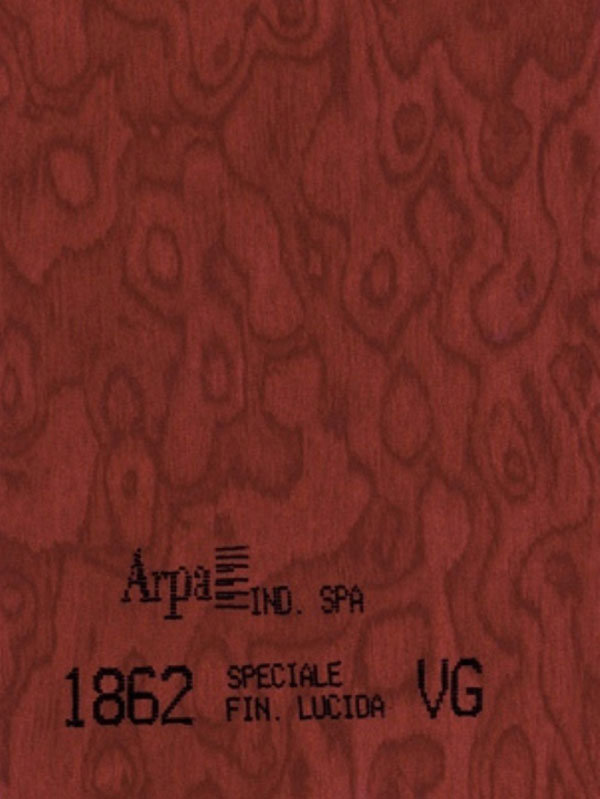 Arpa IND. SPA
1862 SPECIALE VG
FIN. LUCIDA